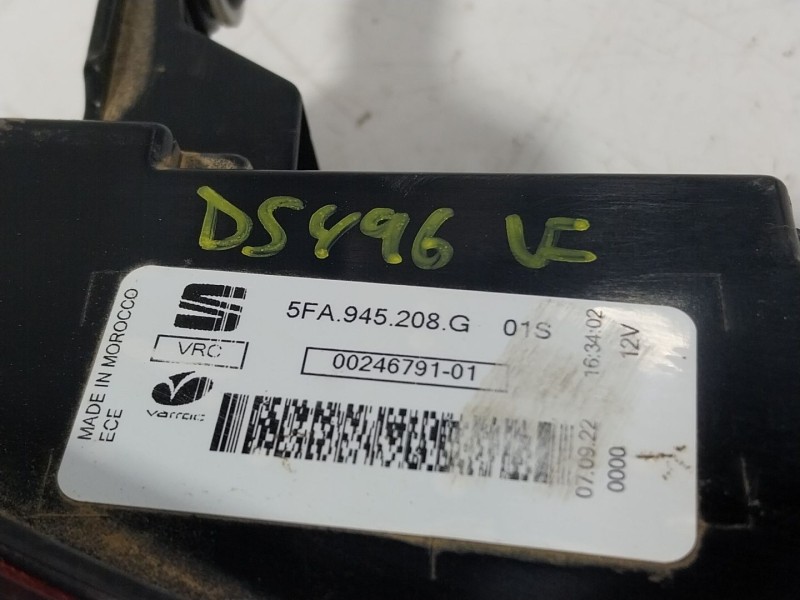 DS496 VF
5FA.945.208.G 01S
VRC
00246791-01
varroc
MADE IN MOROCCO
ECE
07.09.22 16:34:02
0000 12V